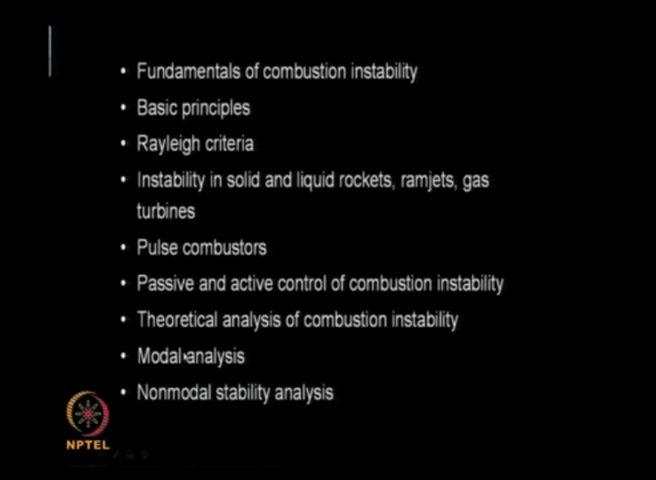 • Fundamentals of combustion instability
• Basic principles
• Rayleigh criteria
• Instability in solid and liquid rockets, ramjets, gas
turbines
• Pulse combustors
• Passive and active control of combustion instability
• Theoretical analysis of combustion instability
• Modal analysis
• Nonmodal stability analysis
NPTEL